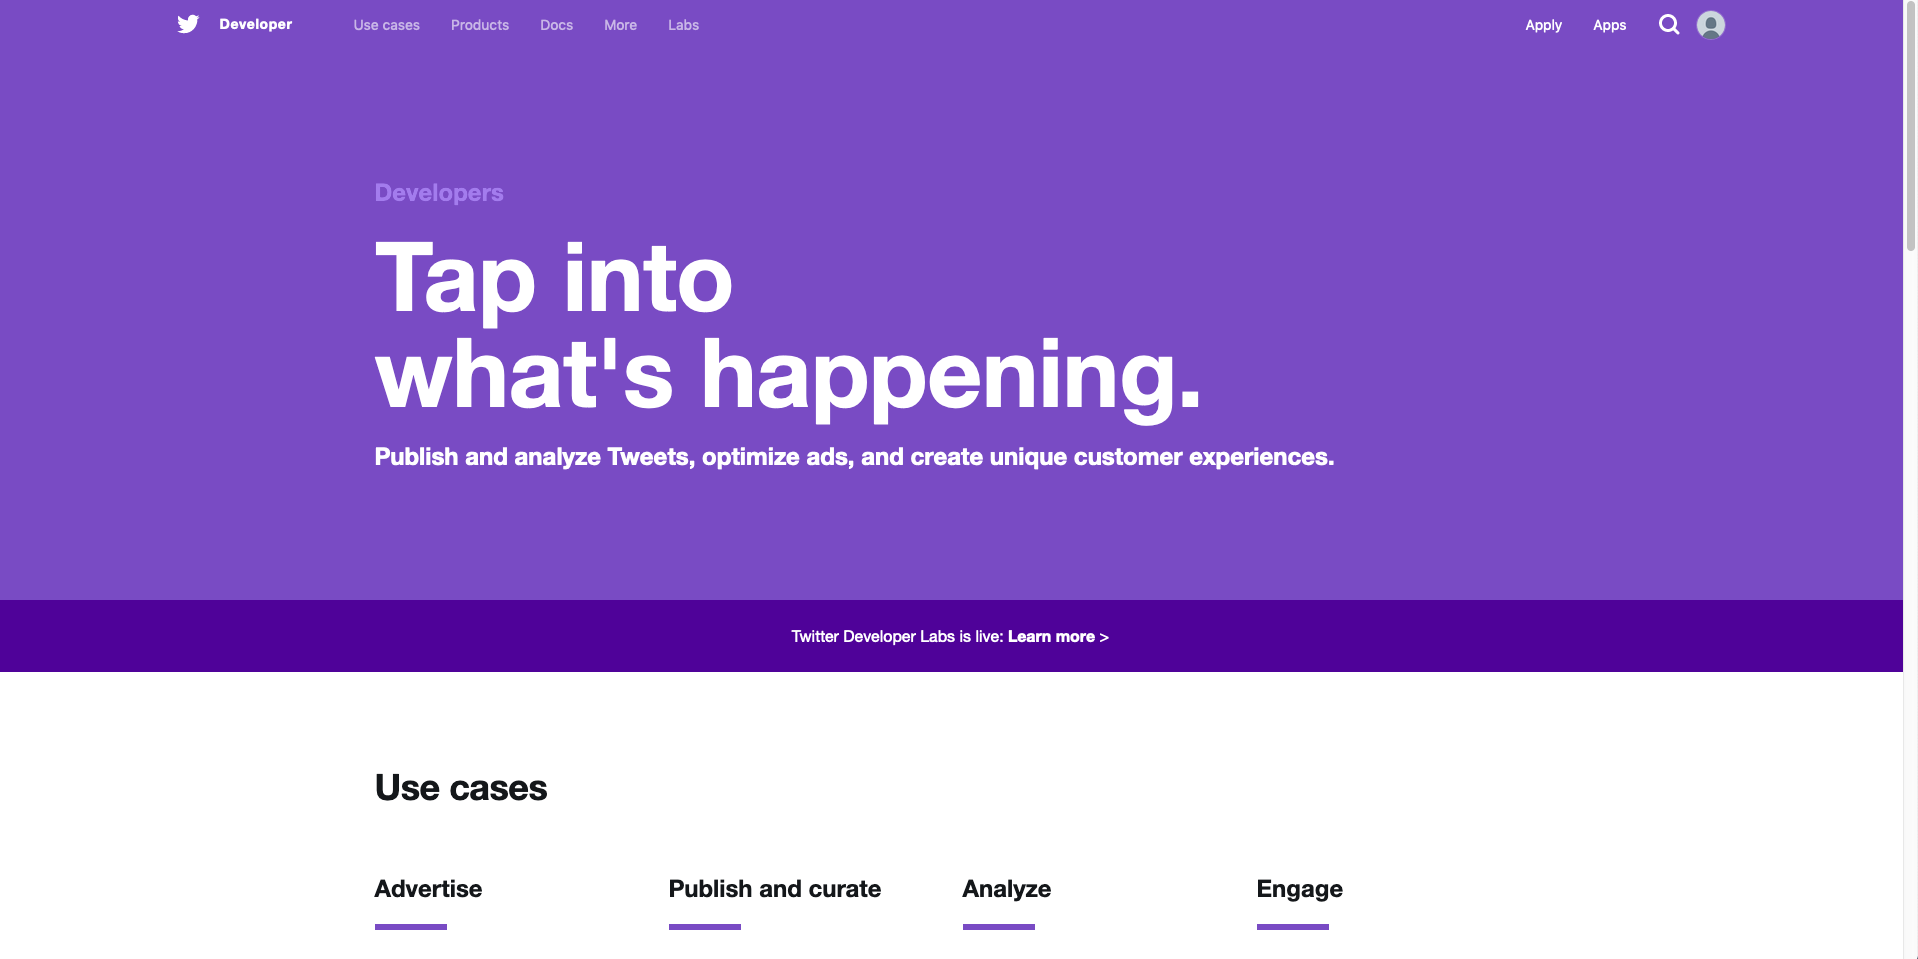 Developer
Use cases
Products
Docs
More
Labs
Apply
Apps
Developers
Tap into
what's happening.
Publish and analyze Tweets, optimize ads, and create unique customer experiences.
Twitter Developer Labs is live: Learn more >
Use cases
Advertise
Publish and curate
Analyze
Engage